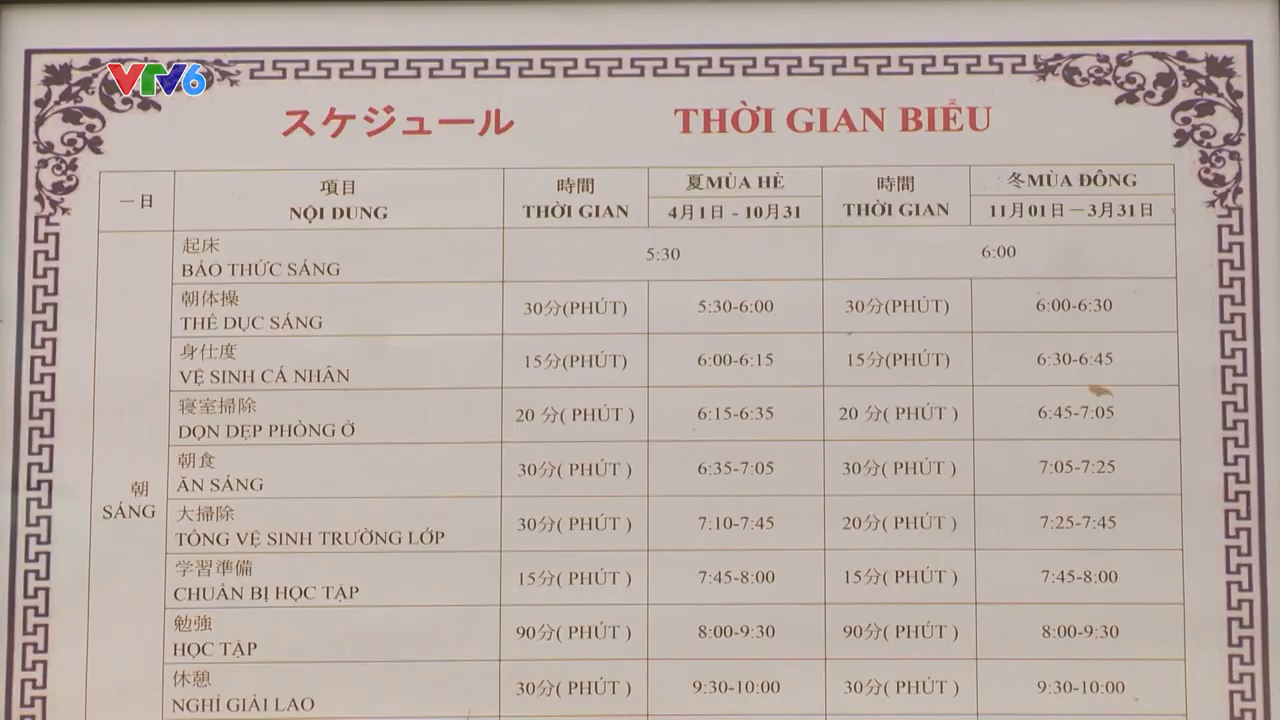 VTV6
スケジュール THỜI GIAN BIỂU
一日 項目 時間 夏MÙA HÈ 時間 冬MÙA ĐÔNG
NỘI DUNG THỜI GIAN 4月1日 - 10月31 THỜI GIAN 11月01日－3月31日
起床 5:30 6:00
BÁO THỨC SÁNG
朝体操 30分(PHÚT) 5:30-6:00 30分(PHÚT) 6:00-6:30
THỂ DỤC SÁNG
身仕度 15分(PHÚT) 6:00-6:15 15分(PHÚT) 6:30-6:45
VỆ SINH CÁ NHÂN
寝室掃除 20 分( PHÚT ) 6:15-6:35 20 分( PHÚT ) 6:45-7:05
DỌN DẸP PHÒNG Ở
朝食 30分( PHÚT ) 6:35-7:05 30分( PHÚT ) 7:05-7:25
ĂN SÁNG
朝
SÁNG
大掃除 30分( PHÚT ) 7:10-7:45 20分( PHÚT ) 7:25-7:45
TỔNG VỆ SINH TRƯỜNG LỚP
学習準備 15分( PHÚT ) 7:45-8:00 15分( PHÚT ) 7:45-8:00
CHUẨN BỊ HỌC TẬP
勉強 90分( PHÚT ) 8:00-9:30 90分( PHÚT ) 8:00-9:30
HỌC TẬP
休憩 30分( PHÚT ) 9:30-10:00 30分( PHÚT ) 9:30-10:00
NGHỈ GIẢI LAO